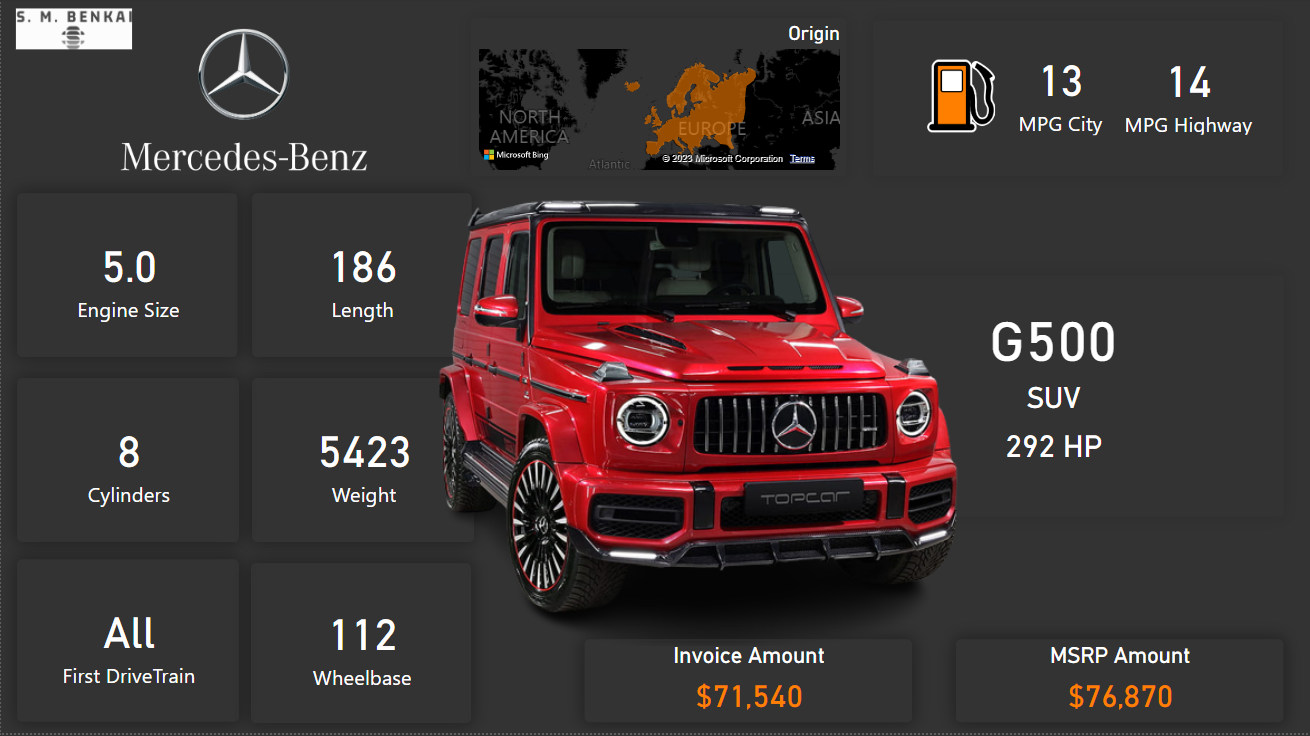 S. M. BENKAI
Mercedes-Benz
Origin
NORTH
AMERICA
EUROPE
ASIA
Atlantic
Microsoft Bing
© 2023 Microsoft Corporation Terms
13
MPG City
14
MPG Highway
5.0
Engine Size
186
Length
8
Cylinders
5423
Weight
All
First DriveTrain
112
Wheelbase
TOPCAR
G500
SUV
292 HP
Invoice Amount
$71,540
MSRP Amount
$76,870